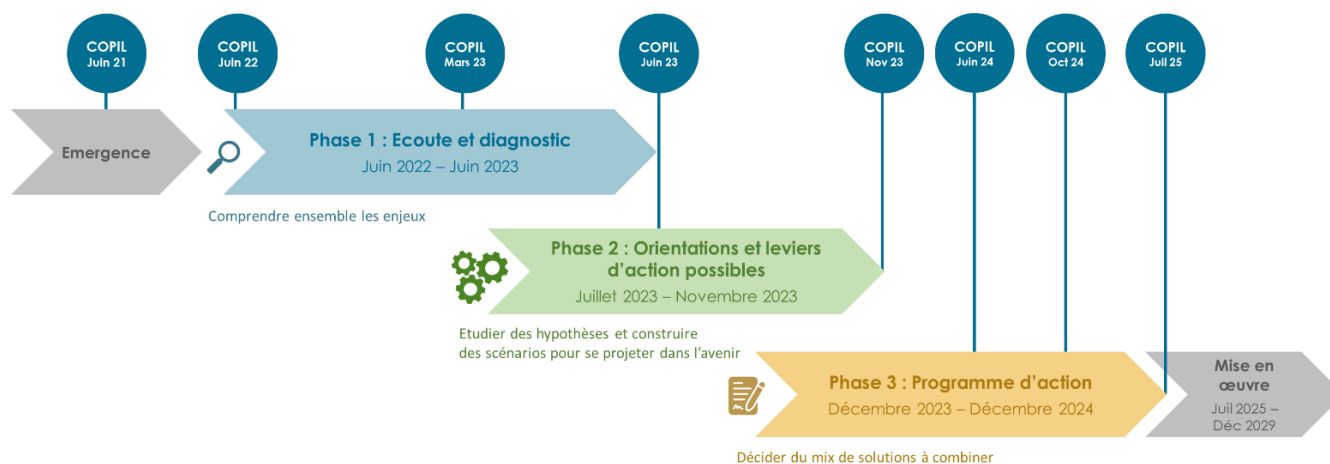 COPIL
Juin 21
COPIL
Juin 22
COPIL
Mars 23
COPIL
Juin 23
COPIL
Nov 23
COPIL
Juin 24
COPIL
Oct 24
COPIL
Juil 25
Emergence
Phase 1 : Ecoute et diagnostic
Juin 2022 – Juin 2023
Comprendre ensemble les enjeux
Phase 2 : Orientations et leviers
d’action possibles
Juillet 2023 – Novembre 2023
Etudier des hypothèses et construire
des scénarios pour se projeter dans l’avenir
Phase 3 : Programme d’action
Décembre 2023 – Décembre 2024
Décider du mix de solutions à combiner
Mise en
œuvre
Juil 2025 –
Déc 2029